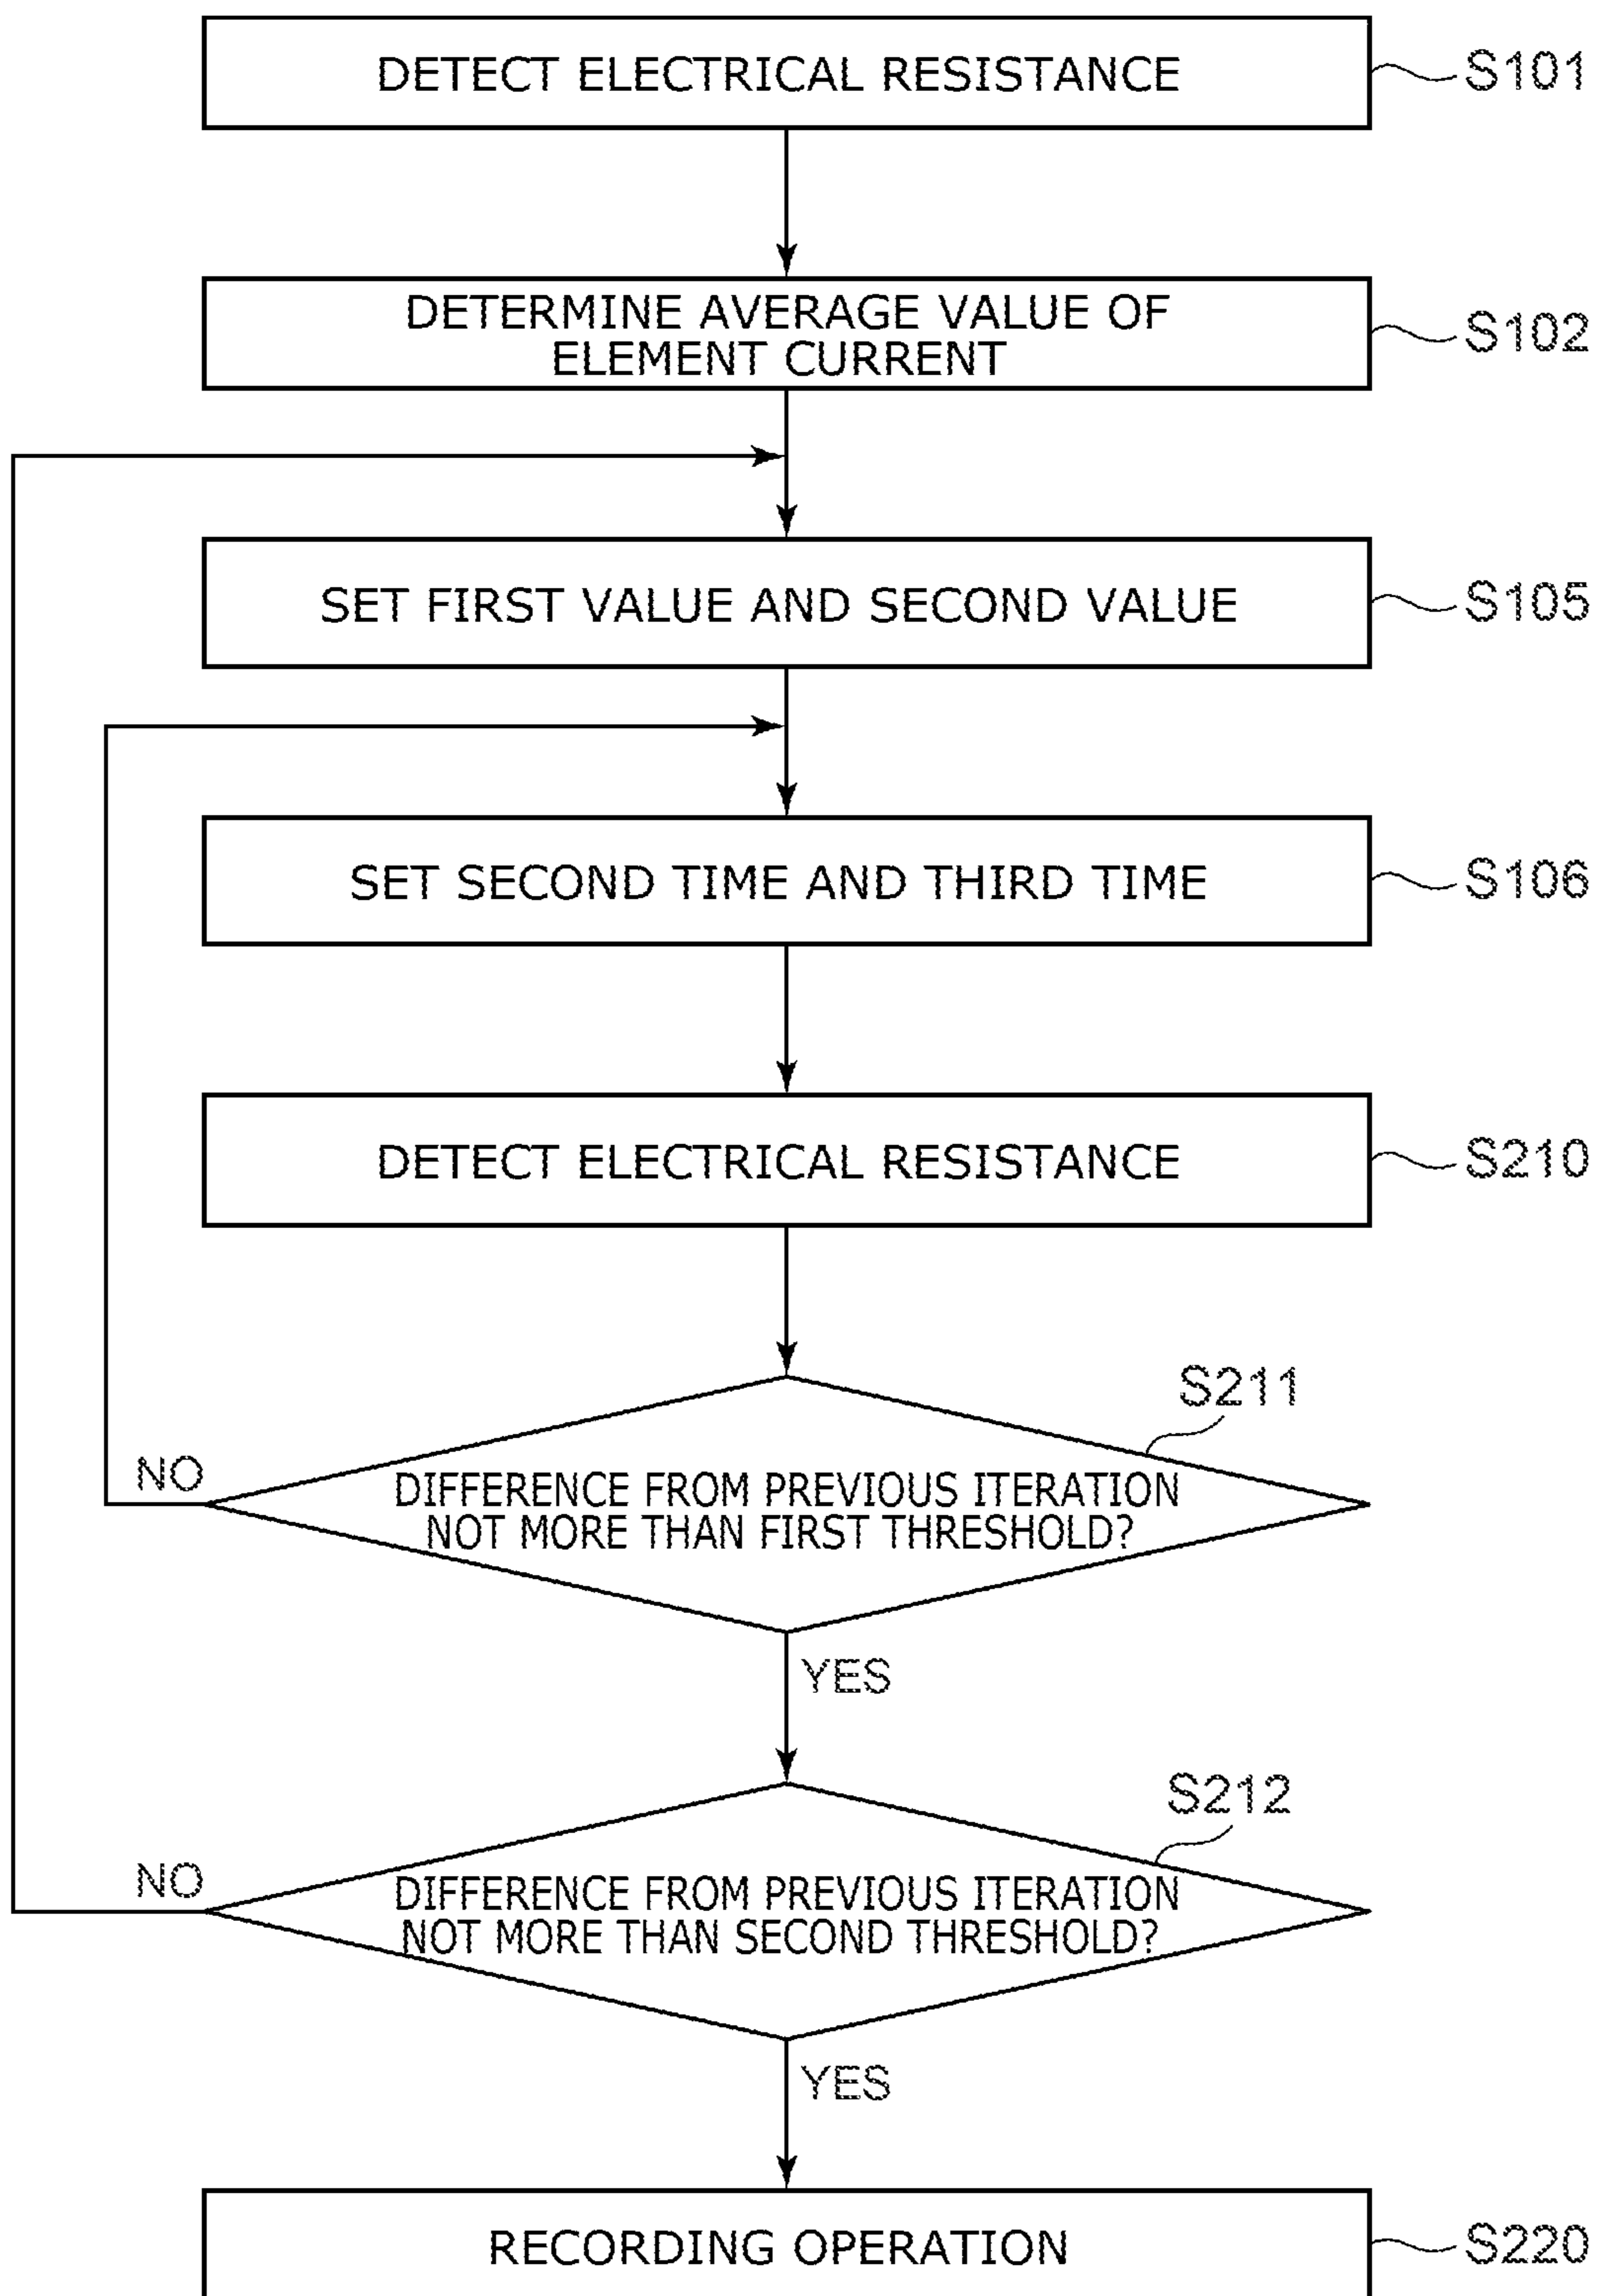 DETECT ELECTRICAL RESISTANCE
S101
DETERMINE AVERAGE VALUE OF
ELEMENT CURRENT
S102
SET FIRST VALUE AND SECOND VALUE
S105
SET SECOND TIME AND THIRD TIME
S106
DETECT ELECTRICAL RESISTANCE
S210
S211
NO
DIFFERENCE FROM PREVIOUS ITERATION
NOT MORE THAN FIRST THRESHOLD?
YES
S212
NO
DIFFERENCE FROM PREVIOUS ITERATION
NOT MORE THAN SECOND THRESHOLD?
YES
RECORDING OPERATION
S220